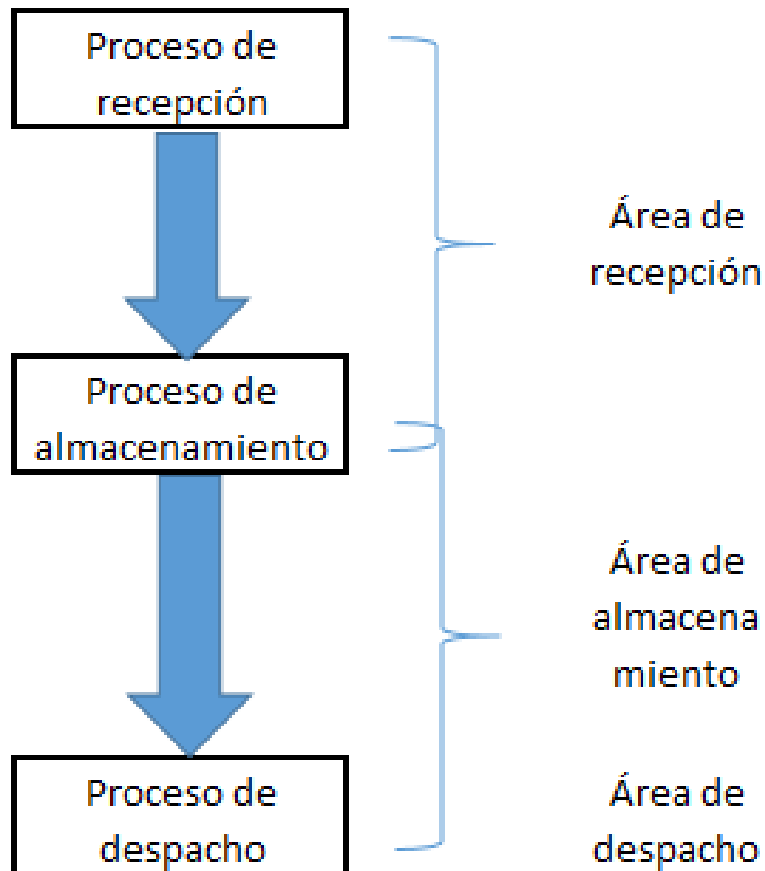 Proceso de
recepción
Área de
recepción
Proceso de
almacenamiento
Área de
almacena
miento
Proceso de
despacho
Área de
despacho